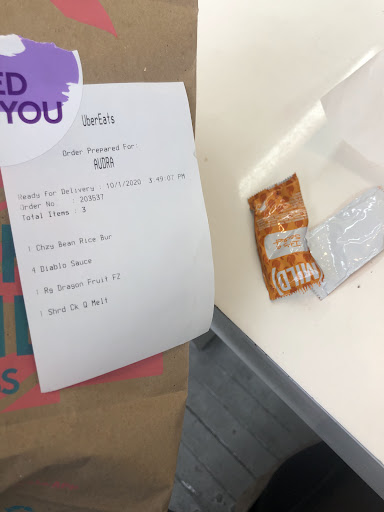 ED
YOU
UberEats
Order Prepared For:
AUDRA
Ready For Delivery : 10/1/2020 3:49:07 PM
Order No. : 203537
Total Items : 3
1 Chzy Bean Rice Bur
4 Diablo Sauce
1 Rg Dragon Fruit FZ
1 Shrd Ck Q Melt
S
MILD